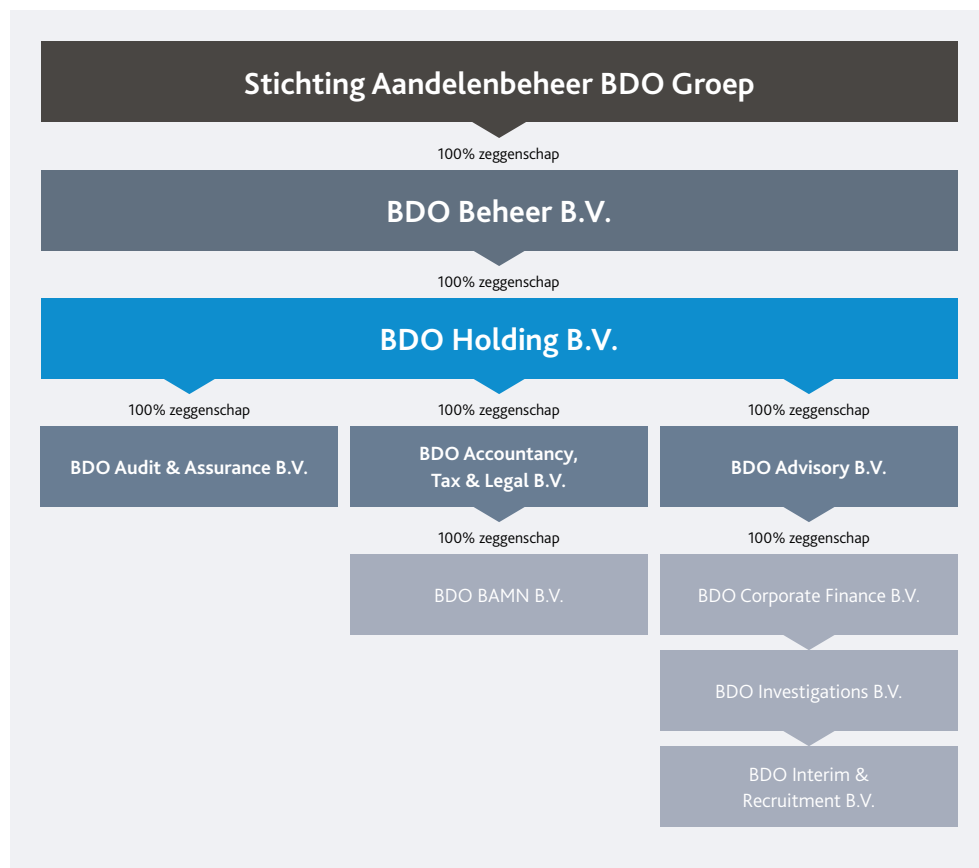 Stichting Aandelenbeheer BDO Groep
100% zeggenschap
BDO Beheer B.V.
100% zeggenschap
BDO Holding B.V.
100% zeggenschap
100% zeggenschap
100% zeggenschap
BDO Audit & Assurance B.V.
BDO Accountancy,
Tax & Legal B.V.
BDO Advisory B.V.
100% zeggenschap
100% zeggenschap
BDO BAMN B.V.
BDO Corporate Finance B.V.
BDO Investigations B.V.
BDO Interim &
Recruitment B.V.